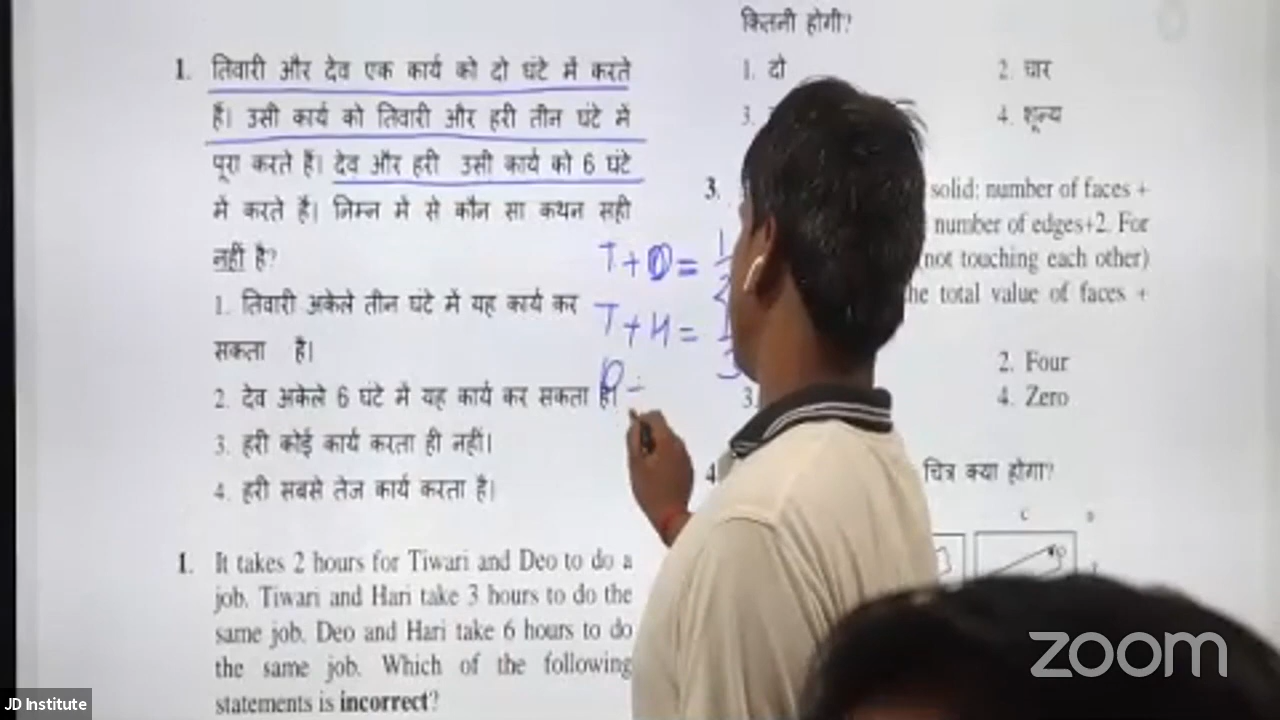 1. तिवारी और देव एक कार्य को दो घंटे में करते
हैं। उसी कार्य को तिवारी और हरी तीन घंटे में
पूरा करते हैं। देव और हरी उसी कार्य को 6 घंटे
में करते हैं। निम्न में से कौन सा कथन सही
नहीं है?
1. तिवारी अकेले तीन घंटे में यह कार्य कर
सकता है।
2. देव अकेले 6 घंटे में यह कार्य कर सकता है।
3. हरी कोई कार्य करता ही नहीं।
4. हरी सबसे तेज कार्य करता है।
1. It takes 2 hours for Tiwari and Deo to do a
job. Tiwari and Hari take 3 hours to do the
same job. Deo and Hari take 6 hours to do
the same job. Which of the following
statements is incorrect?
T+D=
T+H=
D
कितनी होगी?
1. दो 2. चार
3. 4. शून्य
3. solid: number of faces +
number of edges+2. For
not touching each other)
the total value of faces +
2. Four
3. 4. Zero
4 चित्र क्या होगा?
C D
zoom
JD Institute